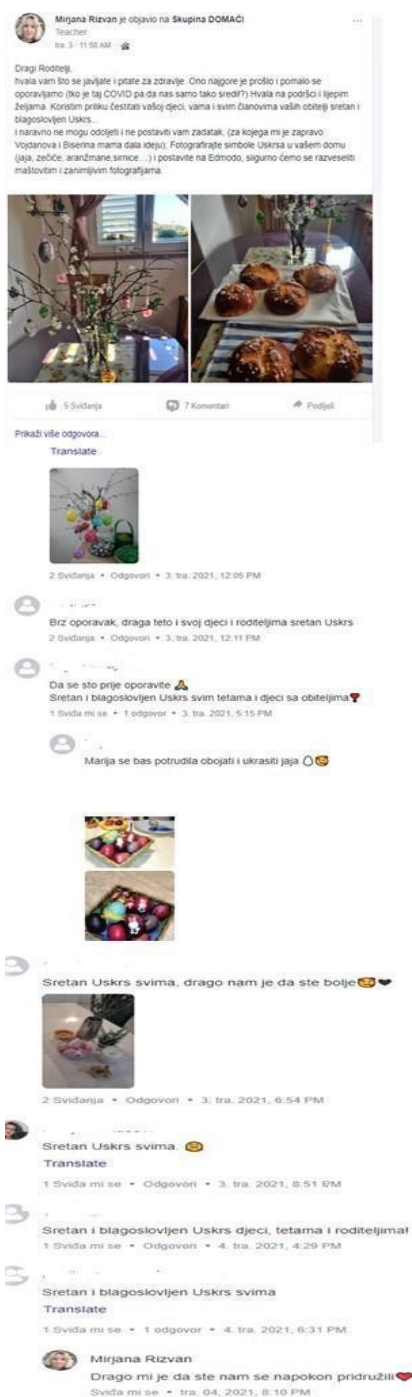 Mirjana Rizvan je objavio na Skupina DOMAĆI
Teacher
tra. 3 · 11:58 AM
Dragi Roditelji,
hvala vam što se javljate i pitate za zdravlje. Ono najgore je prošlo i pomalo se
oporavljamo (tko je taj COVID pa da nas samo tako sredi!?) Hvala na podršci i lijepim
željama. Koristim priliku čestitati vašoj djeci, vama i svim članovima vaših obitelji sretan i
blagoslovljen Uskrs...
i naravno ne mogu odoljeti i ne postaviti vam zadatak, (za kojega mi je zapravo
Vojdanova i Biserina mama dala ideju); Fotografirajte simbole Uskrsa u vašem domu
(jaja, zečiće, aranžmane,sirnice....) i postavite na Edmodo, sigurno ćemo se razveseliti
maštovitim i zanimljivim fotografijama.
5 Sviđanja
7 Komentari
Podijeli
Prikaži više odgovora...
Translate
2 Sviđanja • Odgovori • 3. tra. 2021, 12:05 PM
Brz oporavak, draga teto i svoj djeci i roditeljima sretan Uskrs
2 Sviđanja • Odgovori • 3. tra. 2021, 12:11 PM
Da se sto prije oporavite 🙏
Sretan i blagoslovljen Uskrs svim tetama i djeci sa obiteljima❣
1 Sviđa mi se • 1 odgovor • 3. tra. 2021, 5:15 PM
Marija se bas potrudila obojati i ukrasiti jaja 🥚🥰
Sretan Uskrs svima, drago nam je da ste bolje🥰❤
2 Sviđanja • Odgovori • 3. tra. 2021, 6:54 PM
Sretan Uskrs svima. 🤗
Translate
1 Sviđa mi se • Odgovori • 3. tra. 2021, 8:51 PM
Sretan i blagoslovljen Uskrs djeci, tetama i roditeljima!
1 Sviđa mi se • Odgovori • 4. tra. 2021, 4:29 PM
Sretan i blagoslovljen Uskrs svima
Translate
1 Sviđa mi se • 1 odgovor • 4. tra. 2021, 6:31 PM
Mirjana Rizvan
Drago mi je da ste nam se napokon pridružili❤
Sviđa mi se • tra. 04, 2021, 8:10 PM